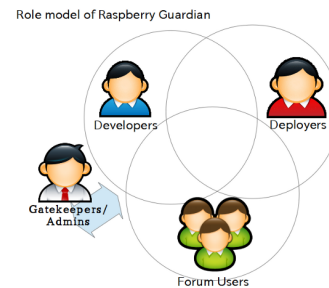 Role model of Raspberry Guardian
Developers
Deployers
Gatekeepers/
Admins
Forum Users